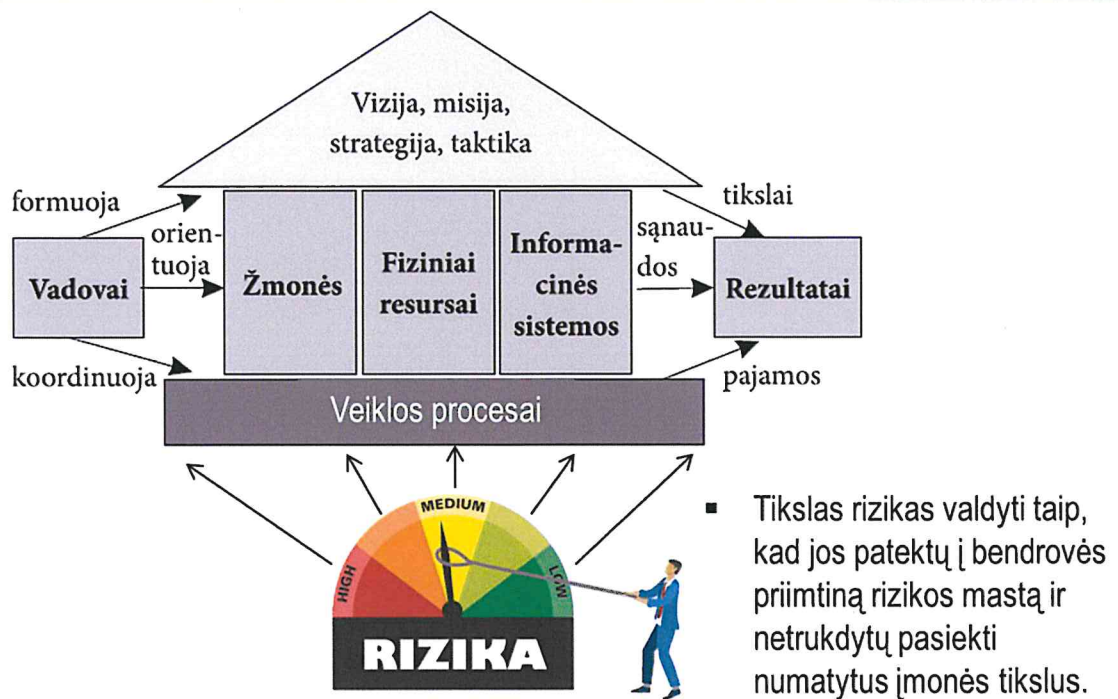 Vizija, misija,
strategija, taktika
formuoja
orien-
tuoja
koordinuoja
Vadovai
Žmonės
Fiziniai
resursai
Informa-
cinės
sistemos
tikslai
sąnau-
dos
pajamos
Rezultatai
Veiklos procesai
HIGH
MEDIUM
LOW
RIZIKA
▪ Tikslas rizikas valdyti taip,
kad jos patektų į bendrovės
priimtiną rizikos mastą ir
netrukdytų pasiekti
numatytus įmonės tikslus.